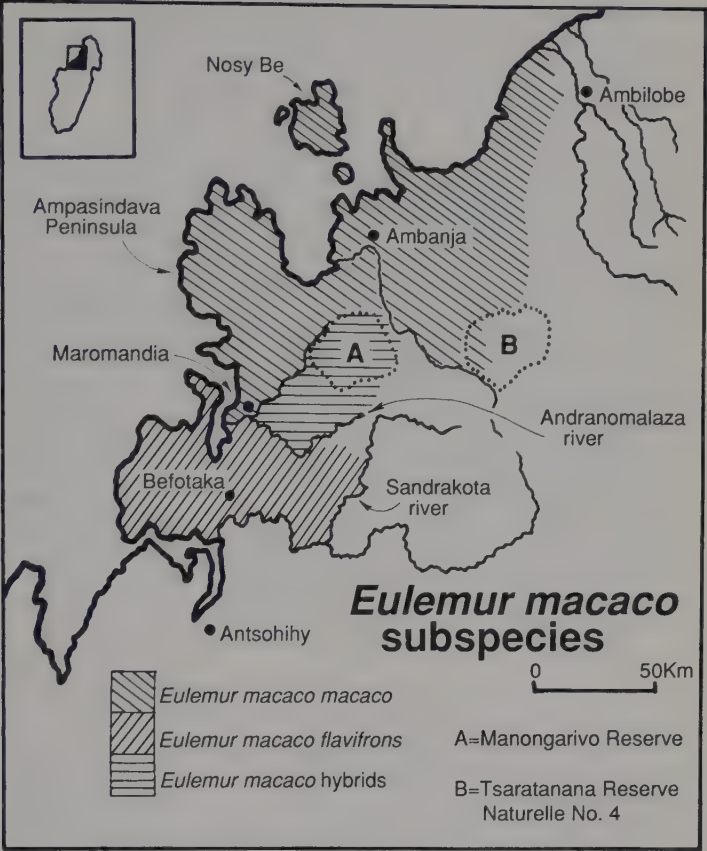 Nosy Be
Ambilobe
Ampasindava
Peninsula
Ambanja
Maromandia
A
B
Andranomalaza
river
Befotaka
Sandrakota
river
Eulemur macaco
subspecies
Antsohihy
0 50Km
Eulemur macaco macaco
Eulemur macaco flavifrons
Eulemur macaco hybrids
A=Manongarivo Reserve
B=Tsaratanana Reserve
Naturelle No. 4